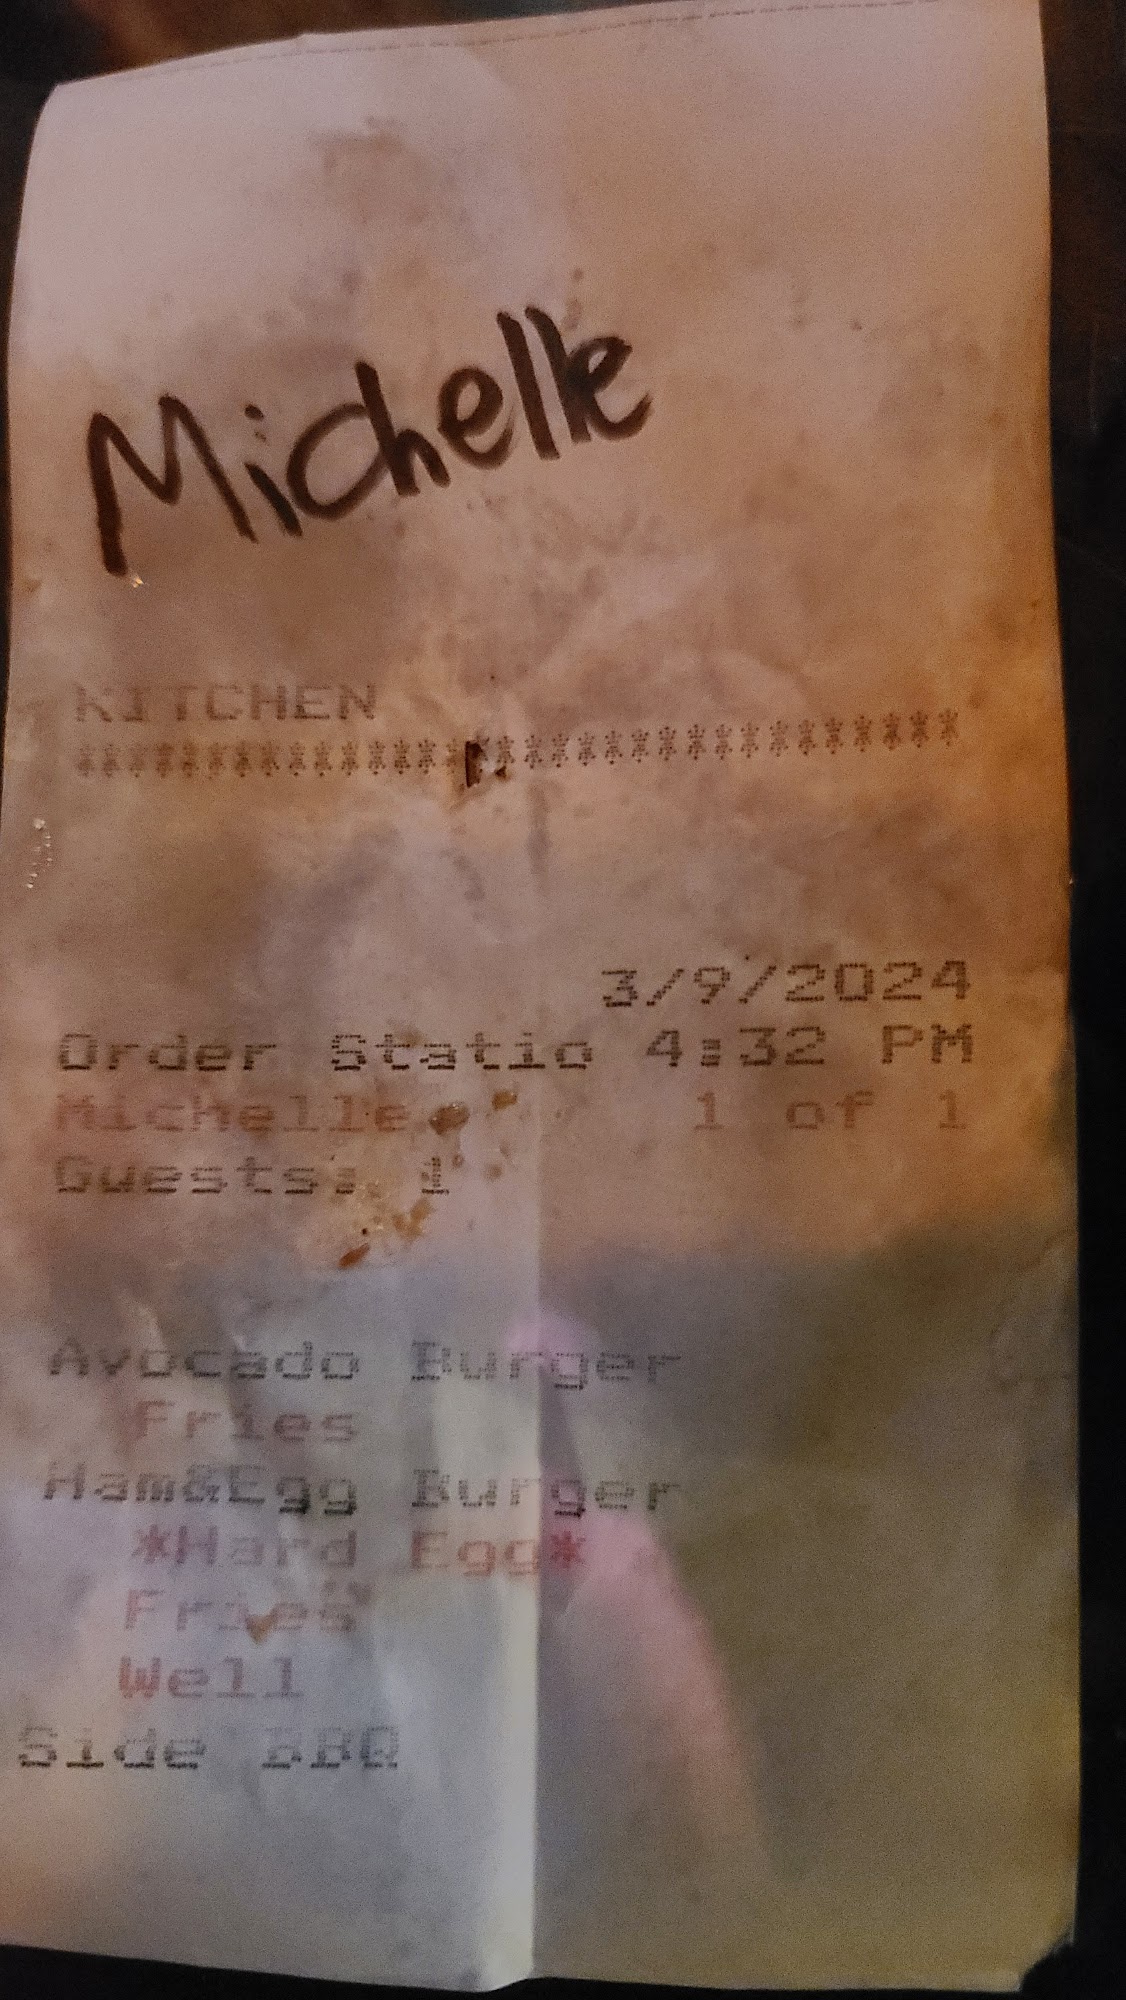 Michelle
KITCHEN
*********************************
3/9/2024
Order Statio 4:32 PM
Michelle 1 of 1
Guests:
Avocado Burger
Fries
Ham&Egg Burger
*Hard Egg*
Fries
Well
Side BBQ